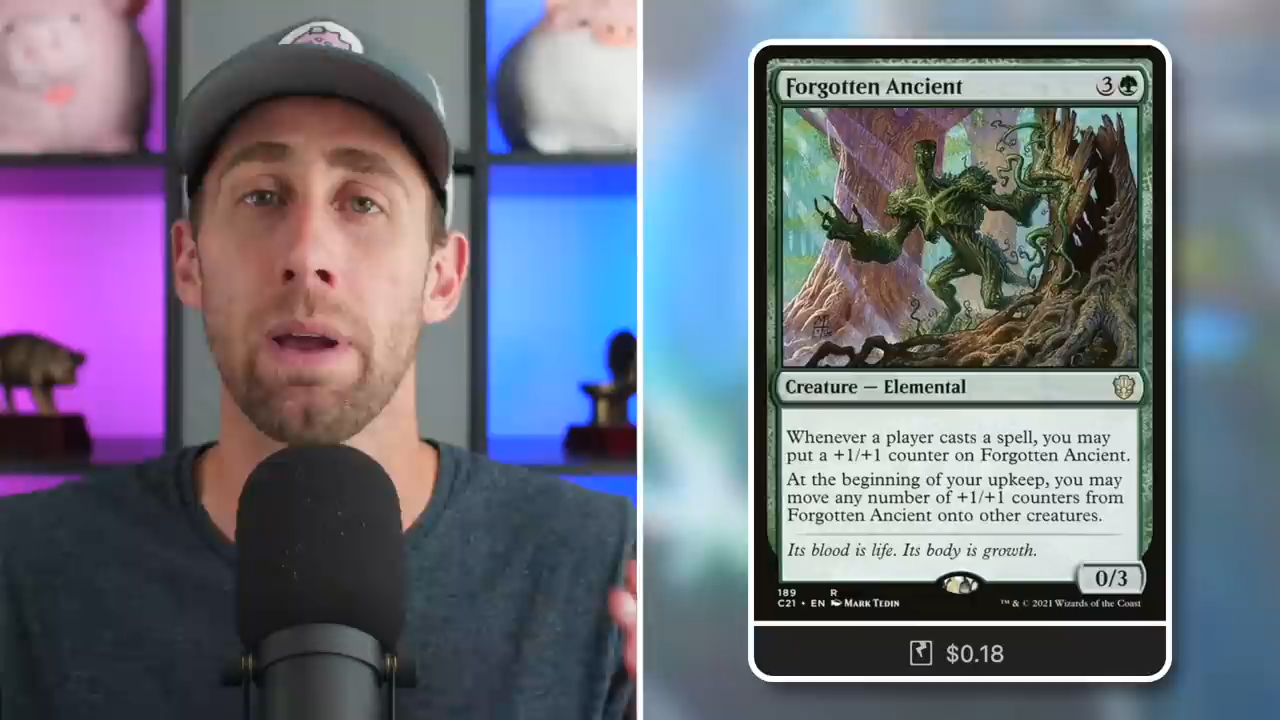 Forgotten Ancient 3
Creature — Elemental
Whenever a player casts a spell, you may
put a +1/+1 counter on Forgotten Ancient.
At the beginning of your upkeep, you may
move any number of +1/+1 counters from
Forgotten Ancient onto other creatures.
Its blood is life. Its body is growth.
0/3
189 R
C21 • EN MARK TEDIN
™ & © 2021 Wizards of the Coast
$0.18